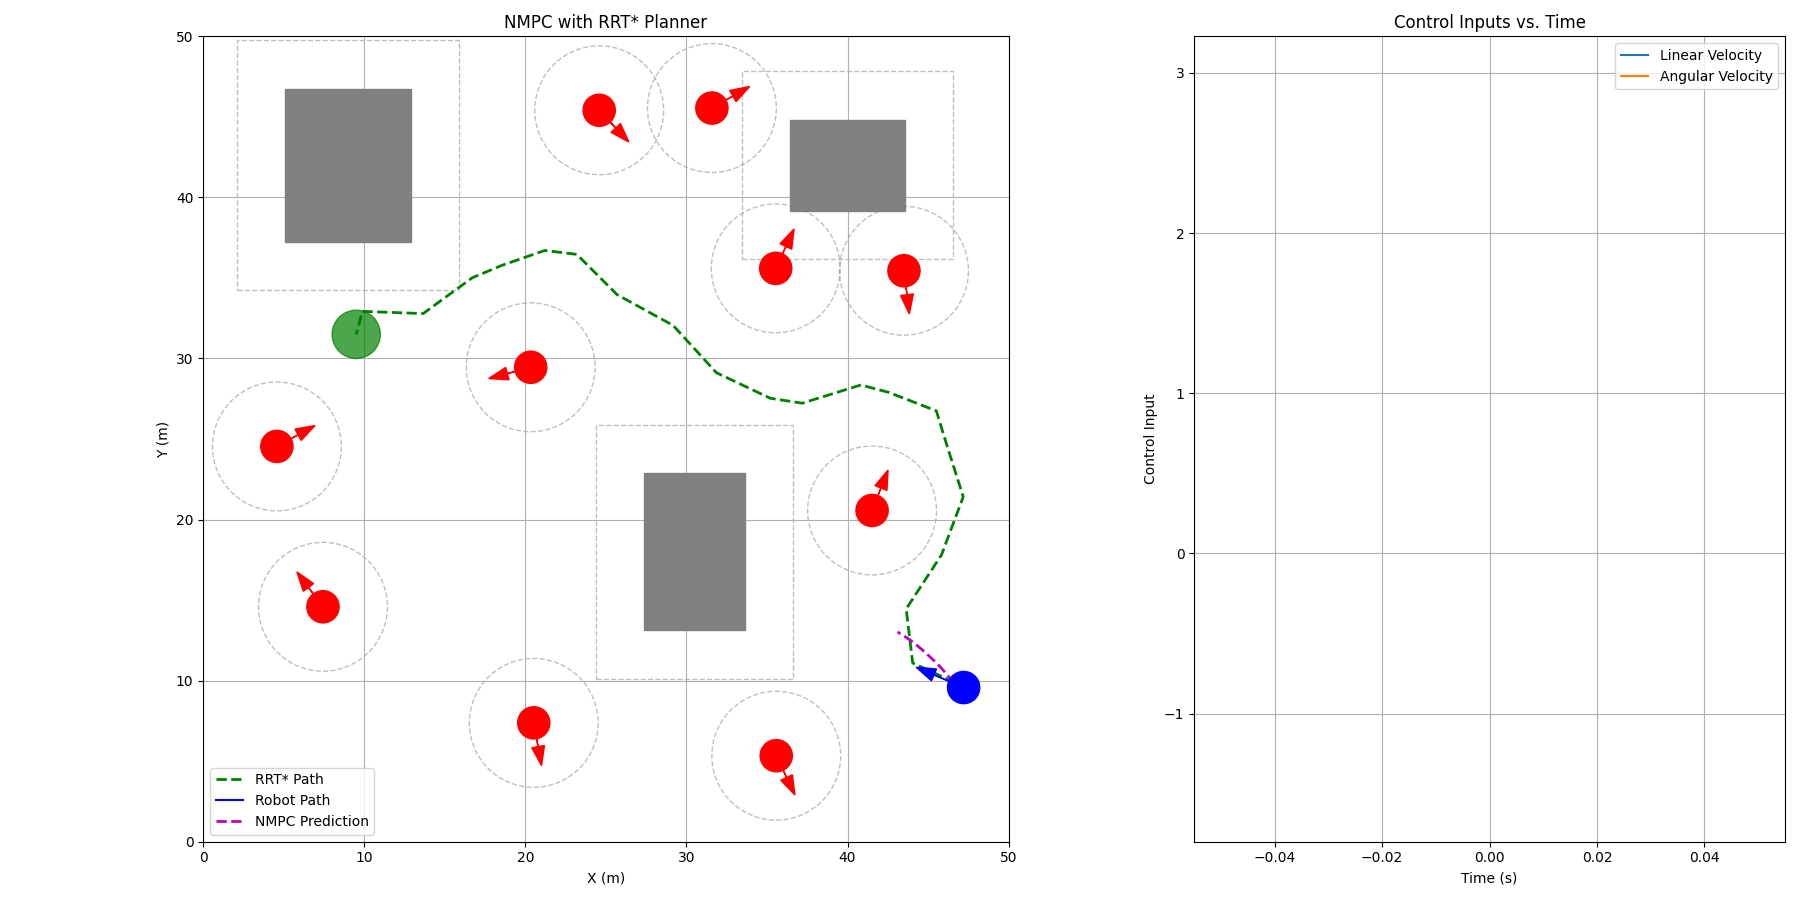 NMPC with RRT* Planner
50
40
30
20
10
0
Y (m)
0 10 20 30 40 50
X (m)
RRT* Path
Robot Path
NMPC Prediction
Control Inputs vs. Time
Linear Velocity
Angular Velocity
3
2
1
0
−1
Control Input
−0.04 −0.02 0.00 0.02 0.04
Time (s)